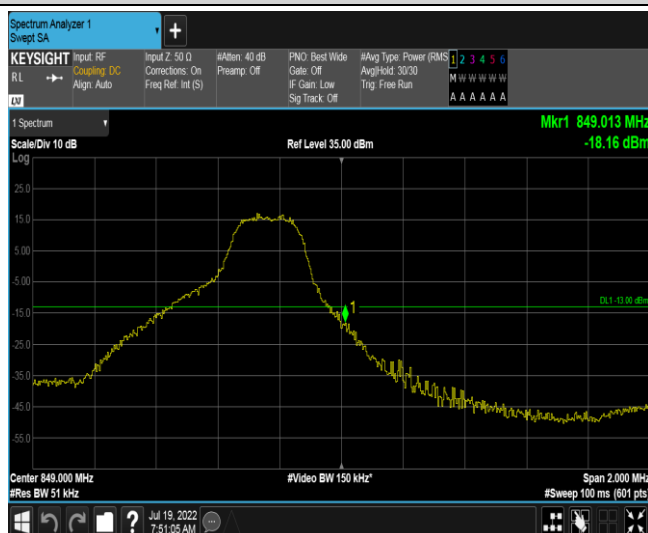 Spectrum Analyzer 1
Swept SA
+
KEYSIGHT
RL
LXI
Input: RF
Coupling: DC
Align: Auto
Input Z: 50 Ω
Corrections: On
Freq Ref: Int (S)
#Atten: 40 dB
Preamp: Off
PNO: Best Wide
Gate: Off
IF Gain: Low
Sig Track: Off
#Avg Type: Power (RMS
Avg|Hold: 30/30
Trig: Free Run
1 2 3 4 5 6
M W W W W W
A A A A A A
1 Spectrum
Mkr1 849.013 MHz
-18.16 dBm
Scale/Div 10 dB
Ref Level 35.00 dBm
Log
25.0
15.0
5.00
-5.00
-15.0
-25.0
-35.0
-45.0
-55.0
DL1 -13.00 dBm
1
Center 849.000 MHz
#Video BW 150 kHz*
Span 2.000 MHz
#Res BW 51 kHz
#Sweep 100 ms (601 pts)
?
Jul 19, 2022
7:51:05 AM